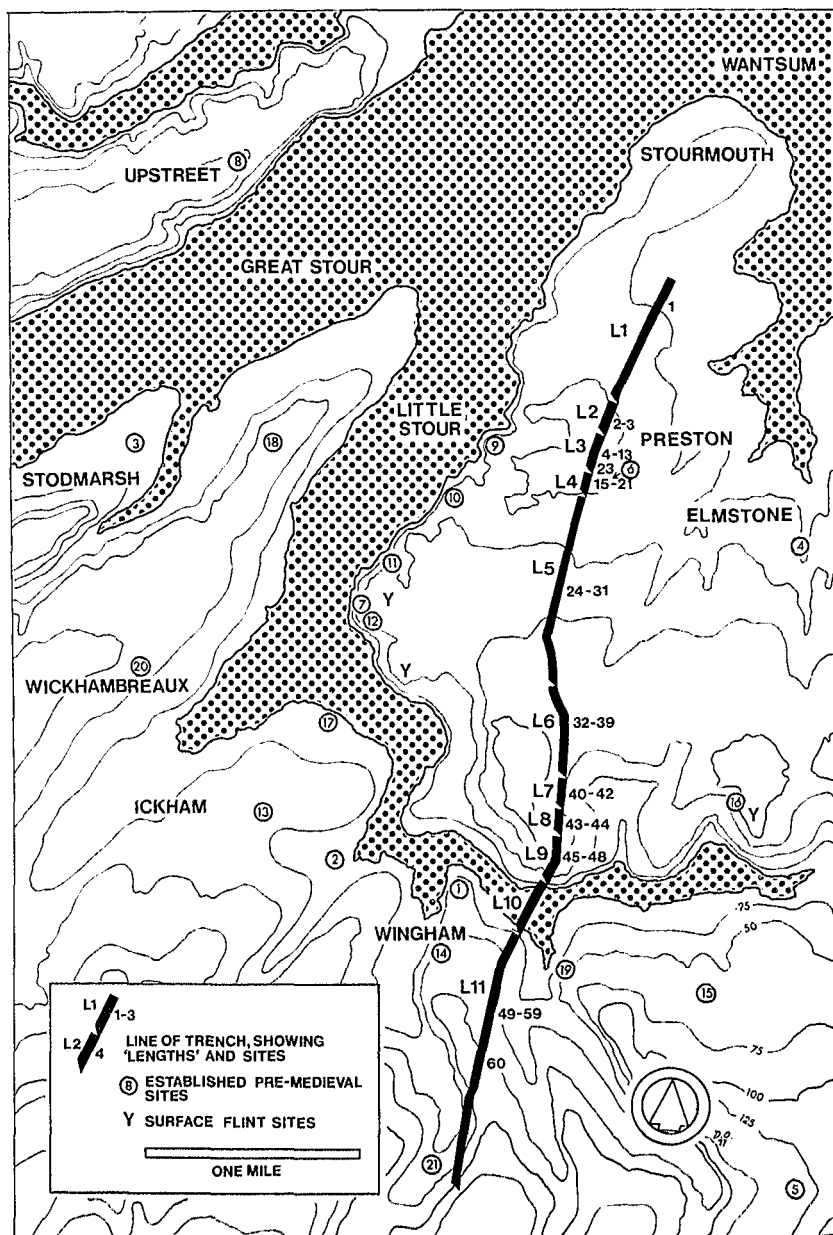 WANTSUM
STOURMOUTH
⑧
UPSTREET
GREAT STOUR
1
L1
LITTLE
STOUR
L2
2-3
③
⑱
⑨
L3
PRESTON
4-13
STODMARSH
23
⑥
L4
15-21
⑩
ELMSTONE
④
⑪
L5
24-31
⑦
Y
⑫
⑳
Y
WICKHAMBREAUX
⑰
L6
32-39
L7
40-42
ICKHAM
⑬
⑯
Y
L8
43-44
②
L9
45-48
①
L10
75
50
WINGHAM
⑭
⑲
L11
⑮
49-59
75
60
100
125
㉑
⑤
L1
1-3
L2
4
LINE OF TRENCH, SHOWING
'LENGTHS' AND SITES
⑧ ESTABLISHED PRE-MEDIEVAL
SITES
Y SURFACE FLINT SITES
ONE MILE